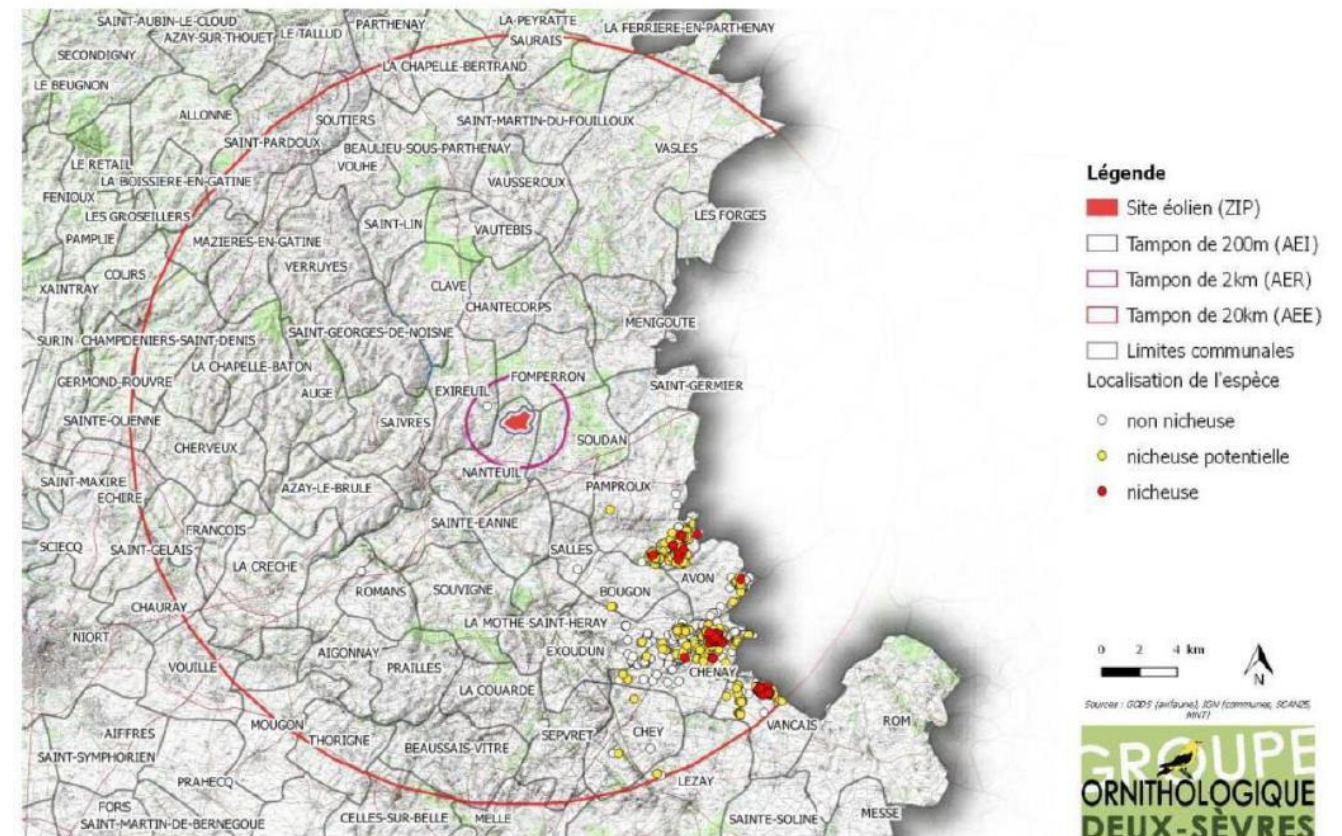 SAINT-AUBIN-LE-CLOUD
PARTHENAY
LA PEYRATTE
AZAY-SUR-THOUET
LE TALLUD
SAURAIS
LA FERRIERE-EN-PARTHENAY
SECONDIGNY
LA CHAPELLE-BERTRAND
LE BEUGNON
ALLONNE
SOUTIERS
SAINT-MARTIN-DU-FOUILLOUX
SAINT-PARDOUX
BEAULIEU-SOUS-PARTHENAY
VASLES
LE RETAIL
VOUHE
LA BOISSIERE-EN-GATINE
VAUSSEROUX
FENIOUX
LES GROSEILLERS
SAINT-LIN
VAUTEBIS
LES FORGES
PAMPLIE
MAZIERES-EN-GATINE
COURS
VERRUYES
XAINTRAY
CLAVE
CHANTECORPS
MENIGOUTE
SURIN
CHAMPDENIERS-SAINT-DENIS
SAINT-GEORGES-DE-NOISNE
LA CHAPELLE-BATON
FOMPERRON
GERMOND-ROUVRE
AUGE
EXIREUIL
SAINT-GERMIER
SAINTE-OUENNE
SAIVRES
SOUDAN
CHERVEUX
NANTEUIL
SAINT-MAXIRE
AZAY-LE-BRULE
PAMPROUX
ECHIRE
FRANCOIS
SAINTE-EANNE
SCIECQ
SAINT-GELAIS
SALLES
LA CRECHE
AVON
ROMANS
SOUVIGNE
BOUGON
CHAURAY
LA MOTHE-SAINT-HERAY
NIORT
AIGONNAY
EXOUDUN
VOUILLE
PRAILLES
CHENAY
LA COUARDE
MOUGON
VANCAIS
ROM
AIFFRES
THORIGNE
SEPVRET
CHEY
BEAUSSAIS-VITRE
SAINT-SYMPHORIEN
PRAHECQ
LEZAY
FORS
SAINT-MARTIN-DE-BERNEGOUE
CELLES-SUR-BELLE
MELLE
SAINTE-SOLINE
MESSE
Légende
Site éolien (ZIP)
Tampon de 200m (AEI)
Tampon de 2km (AER)
Tampon de 20km (AEE)
Limites communales
Localisation de l'espèce
non nicheuse
nicheuse potentielle
nicheuse
0 2 4 km
N
Sources : GODS (avifaune), IGN (communes, SCAN25,
MNT)
GROUPE
ORNITHOLOGIQUE
DEUX-SÈVRES